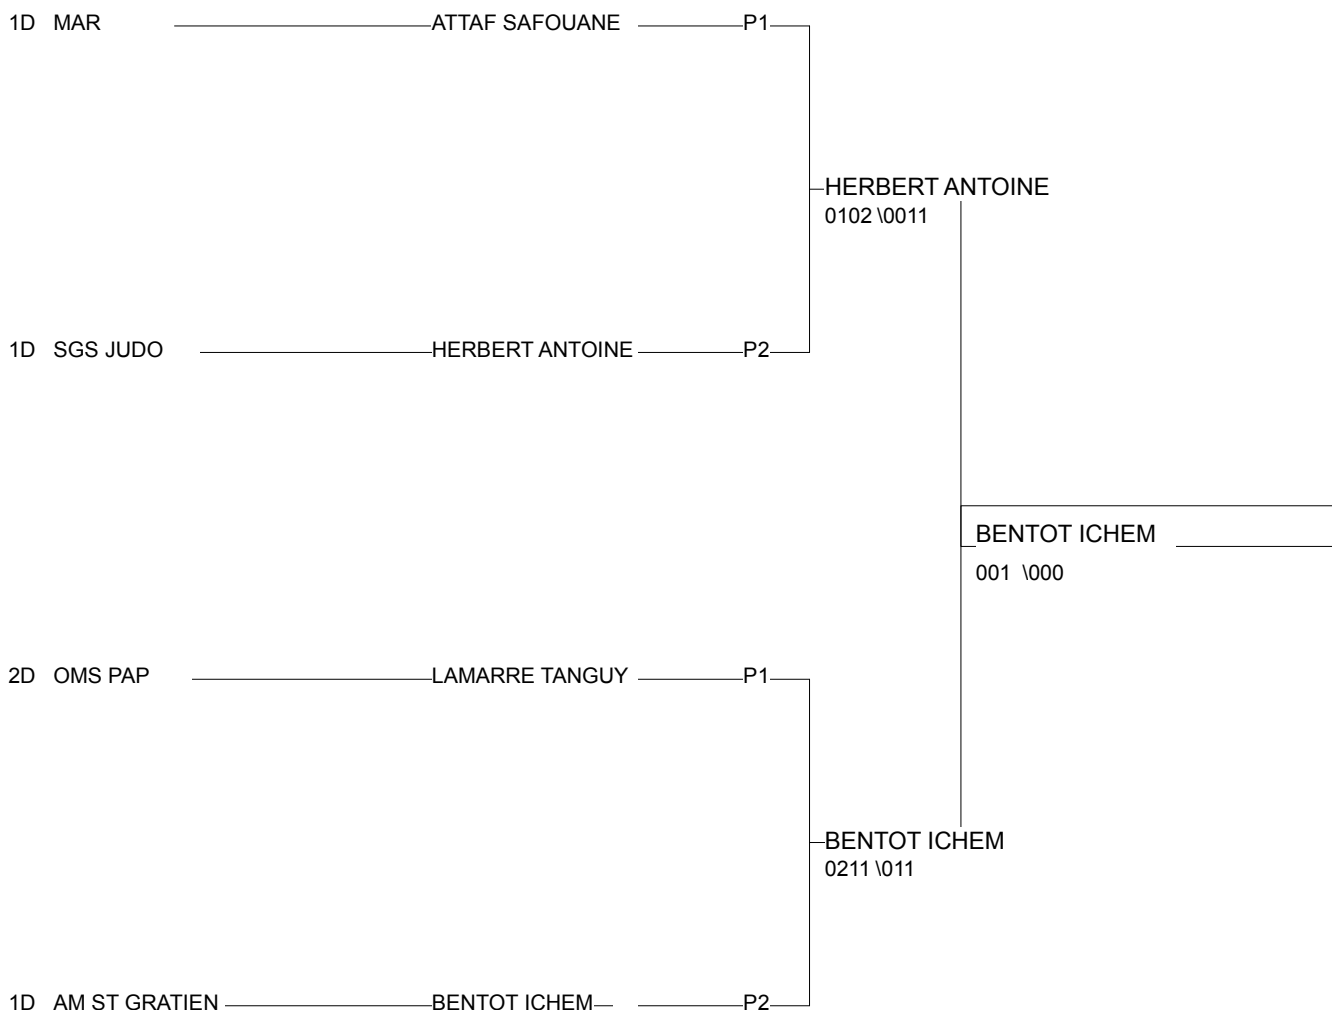 1D MAR ATTAF SAFOUANE P1
HERBERT ANTOINE
0102 \0011
1D SGS JUDO HERBERT ANTOINE P2
BENTOT ICHEM
001 \000
2D OMS PAP LAMARRE TANGUY P1
BENTOT ICHEM
0211 \011
1D AM ST GRATIEN BENTOT ICHEM P2